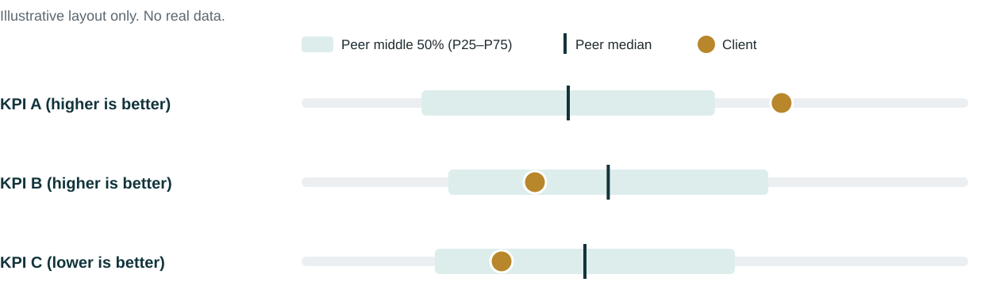 Illustrative layout only. No real data.
Peer middle 50% (P25–P75) Peer median Client
KPI A (higher is better)
KPI B (higher is better)
KPI C (lower is better)